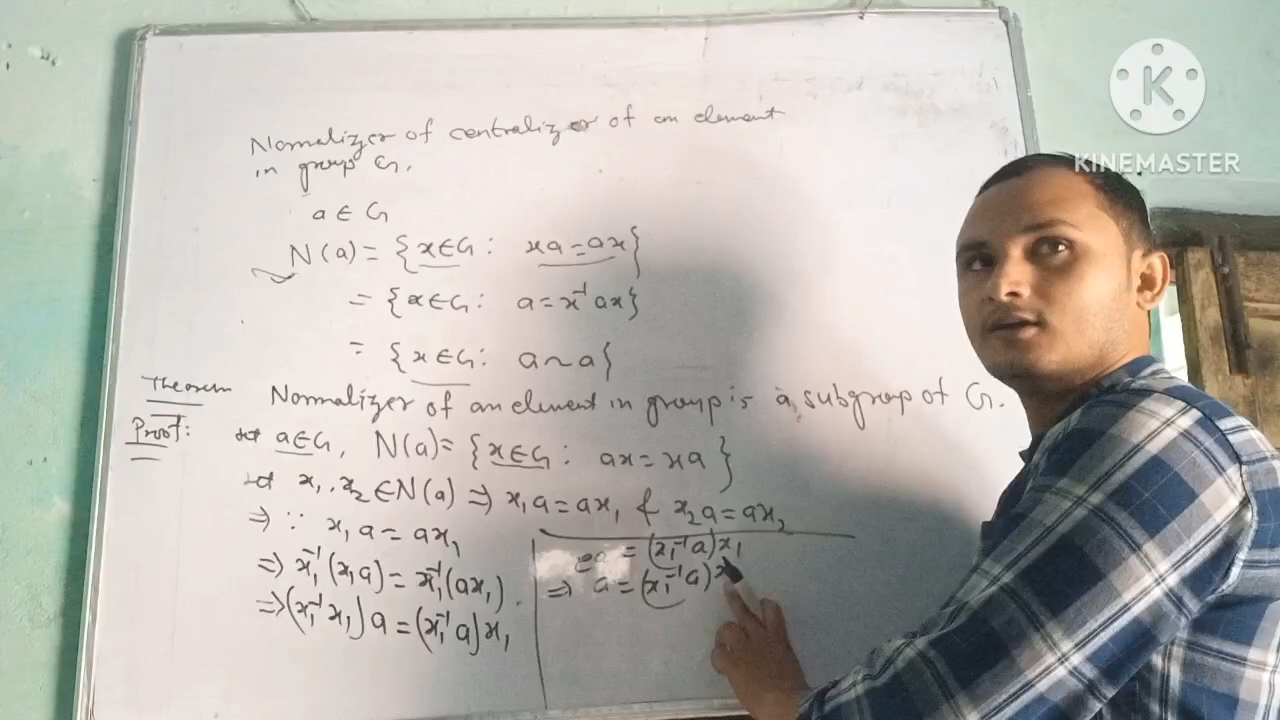 Normalizer of centralizer of an element
in group G.
a ∈ G
N(a) = {x∈G : xa = ax}
= {x∈G : a = x⁻¹ax}
= {x∈G : a ~ a}
Theorem Normalizer of an element in group is a subgroup of G.
Proof: let a∈G, N(a) = {x∈G : ax = xa}
let x₁, x₂ ∈ N(a) ⇒ x₁a = ax₁ & x₂a = ax₂
⇒ ∵ x₁a = ax₁
⇒ x₁⁻¹(x₁a) = x₁⁻¹(ax₁).
⇒ (x₁⁻¹x₁)a = (x₁⁻¹a)x₁
ea = (x₁⁻¹a)x₁
⇒ a = (x₁⁻¹a)x
KINEMASTER